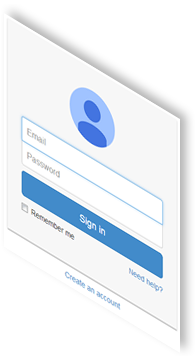 Email
Password
Sign in
Remember me
Need help?
Create an account